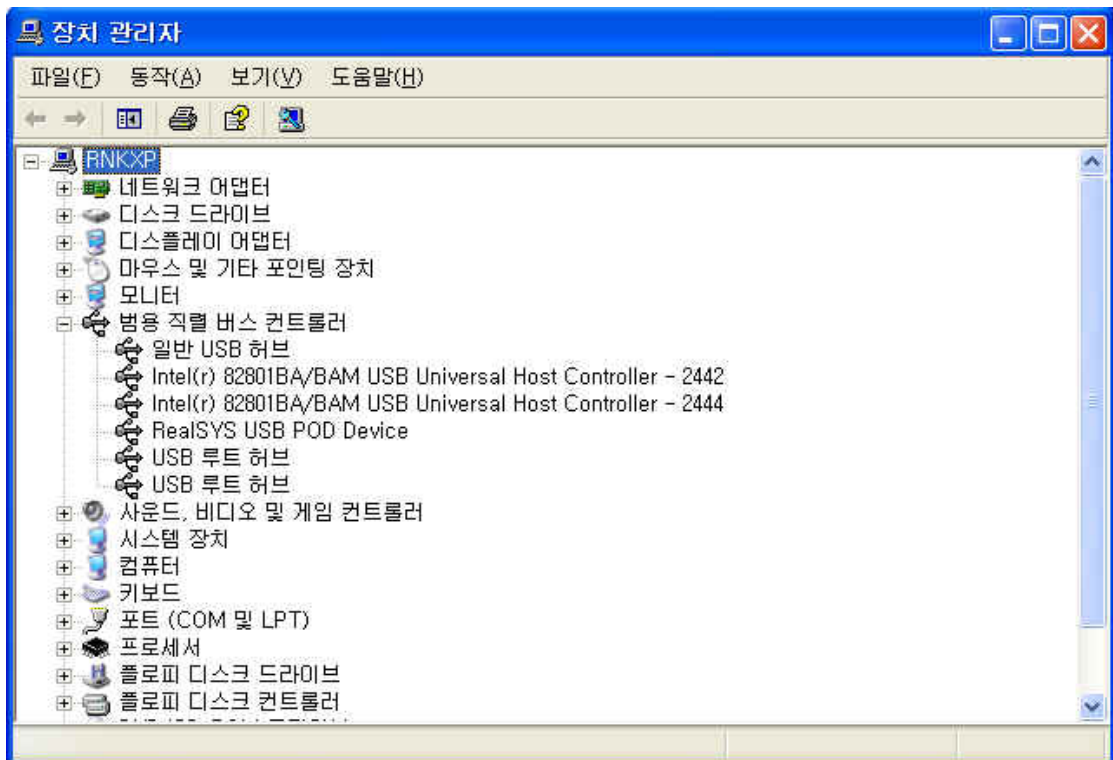 장치 관리자
파일(F) 동작(A) 보기(V) 도움말(H)
RNKXP
네트워크 어댑터
디스크 드라이브
디스플레이 어댑터
마우스 및 기타 포인팅 장치
모니터
범용 직렬 버스 컨트롤러
일반 USB 허브
Intel(r) 82801BA/BAM USB Universal Host Controller - 2442
Intel(r) 82801BA/BAM USB Universal Host Controller - 2444
RealSYS USB POD Device
USB 루트 허브
USB 루트 허브
사운드, 비디오 및 게임 컨트롤러
시스템 장치
컴퓨터
키보드
포트 (COM 및 LPT)
프로세서
플로피 디스크 드라이브
플로피 디스크 컨트롤러